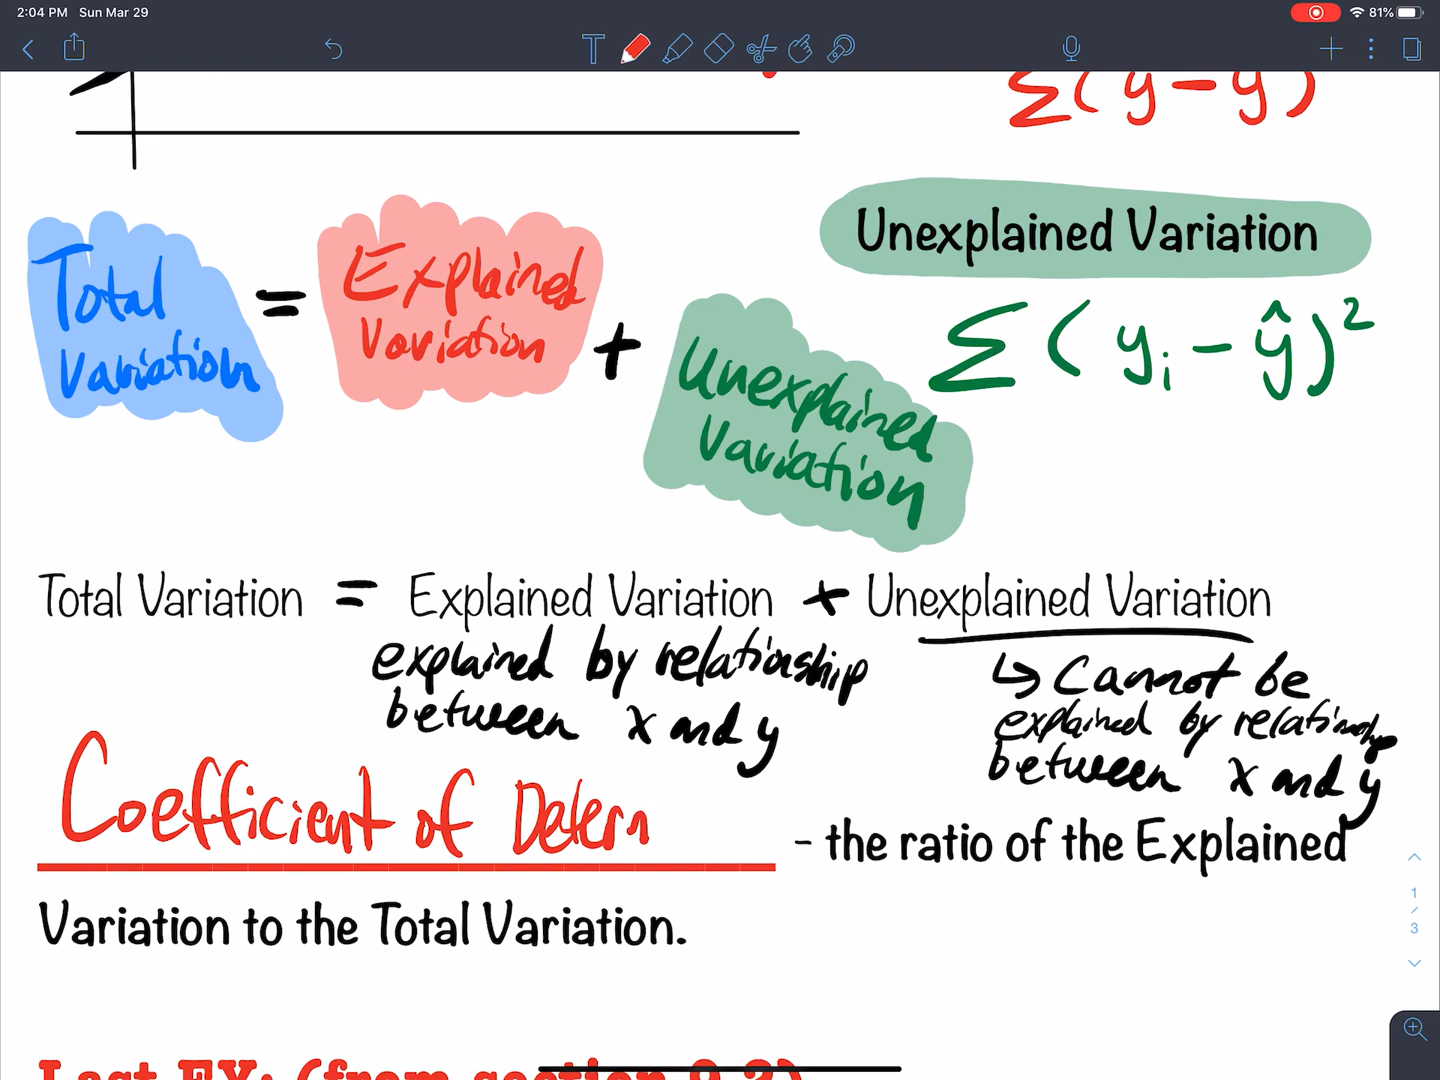 2:04 PM Sun Mar 29
81%
T
Σ(y-y)
Unexplained Variation
Total
Variation
=
Explained
Variation
+
Unexplained
Variation
Σ(yᵢ-ŷ)²
Total Variation = Explained Variation + Unexplained Variation
explained by relationship
between x and y
↳ Cannot be
explained by relationship
between x and y
Coefficient of Determ
- the ratio of the Explained
Variation to the Total Variation.
1
/
3